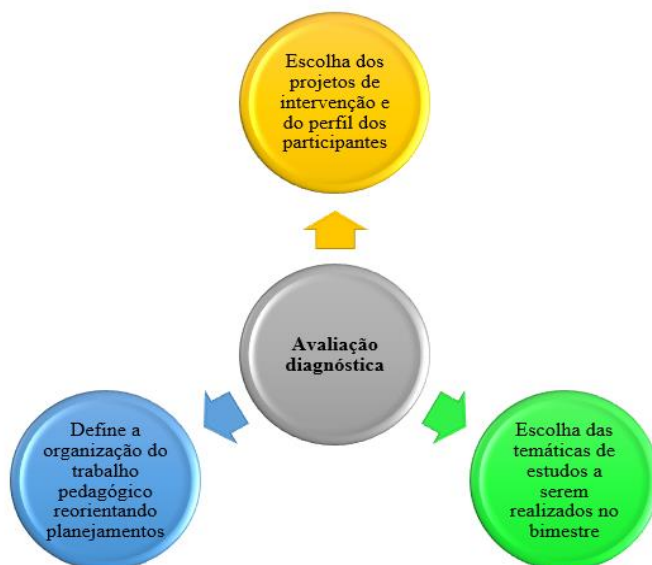 Escolha dos
projetos de
intervenção e
do perfil dos
participantes
Avaliação
diagnóstica
Define a
organização do
trabalho
pedagógico
reorientando
planejamentos
Escolha das
temáticas de
estudos a
serem
realizados no
bimestre